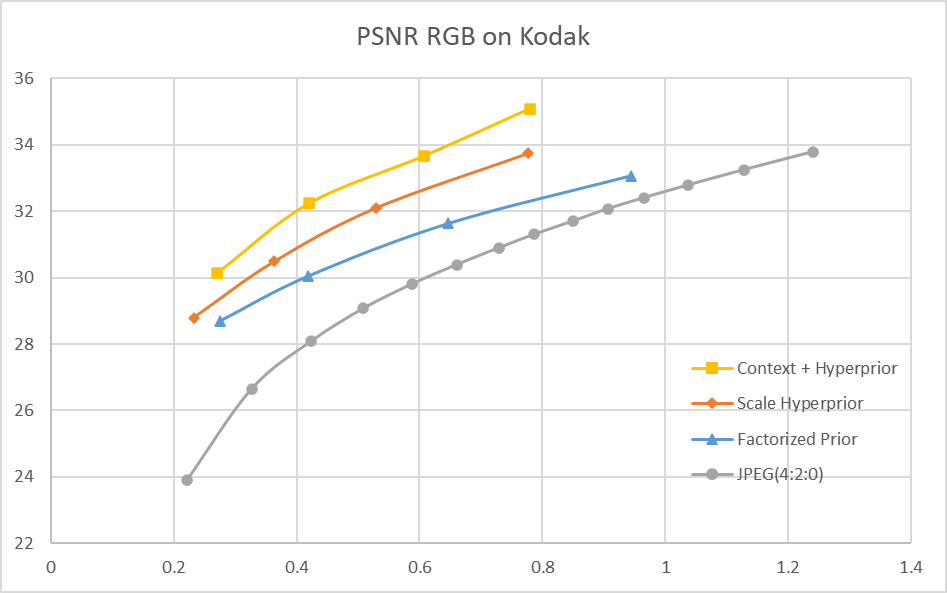 PSNR RGB on Kodak
36
34
32
30
28
26
24
22
0 0.2 0.4 0.6 0.8 1 1.2 1.4
Context + Hyperprior
Scale Hyperprior
Factorized Prior
JPEG(4:2:0)